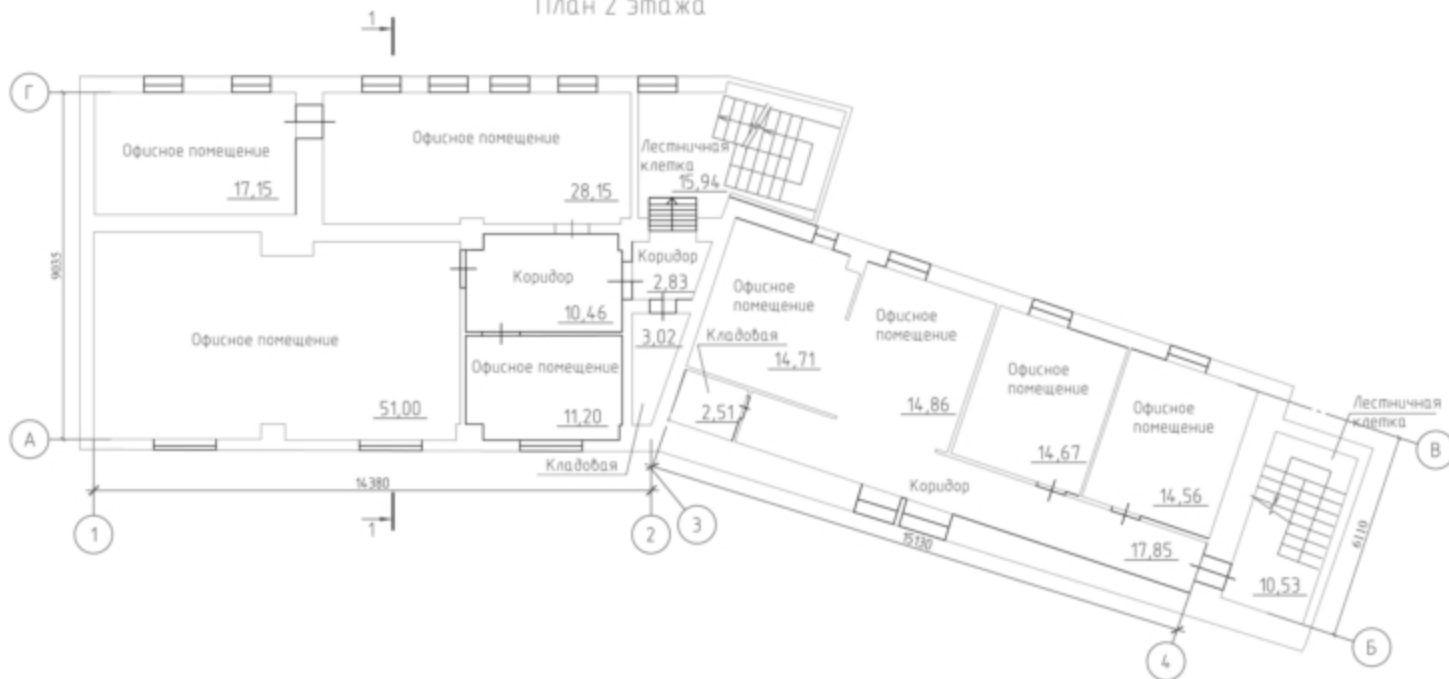 План 2 этажа
1
Г
Офисное помещение
17,15
Офисное помещение
28,15
Лестничная
клетка
15,94
9035
Коридор
10,46
Коридор
2,83
Офисное помещение
51,00
Офисное помещение
11,20
3,02
Кладовая
Офисное
помещение
14,71
Кладовая
2,51
Офисное
помещение
14,86
Офисное
помещение
14,67
Офисное
помещение
14,56
Лестничная
клетка
10,53
Коридор
17,85
А
14380
15130
6110
1
1
2
3
4
В
Б